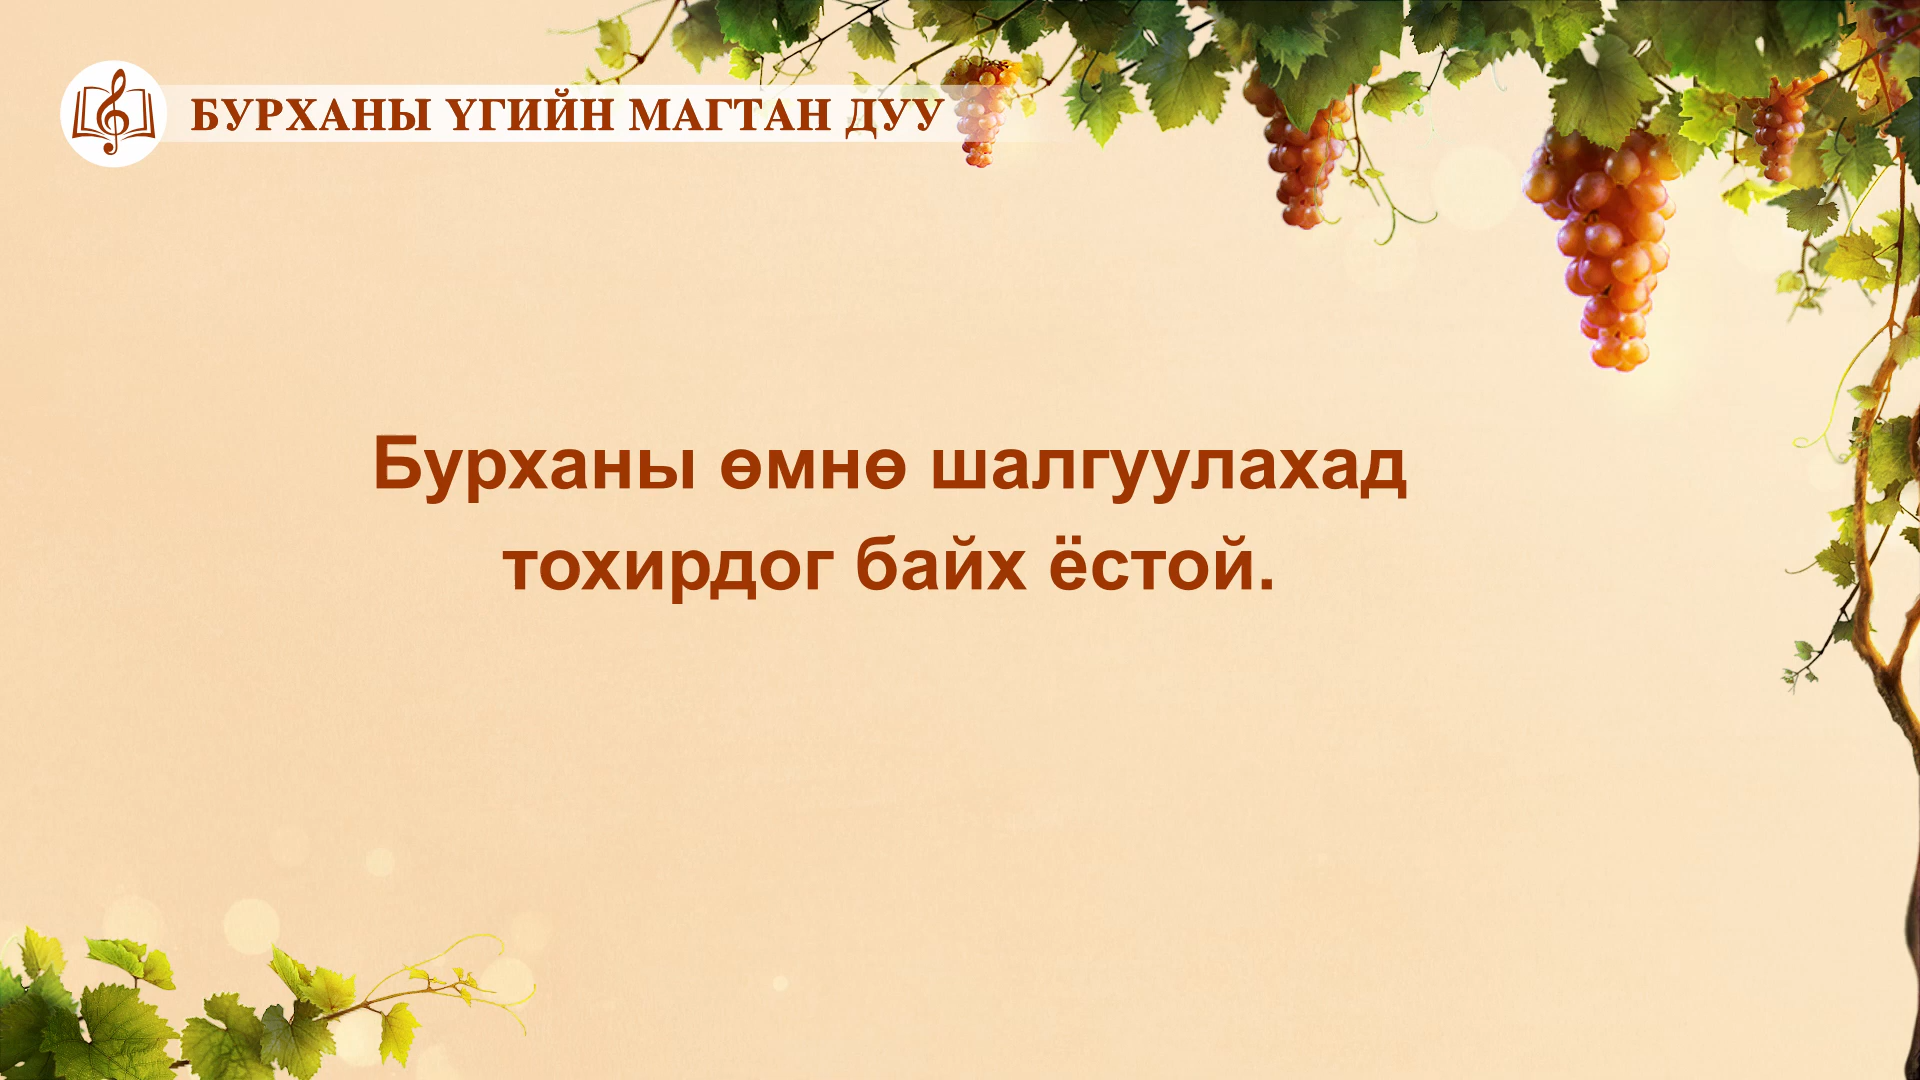 БУРХАНЫ ҮГИЙН МАГТАН ДУУ
Бурханы өмнө шалгуулахад
тохирдог байх ёстой.